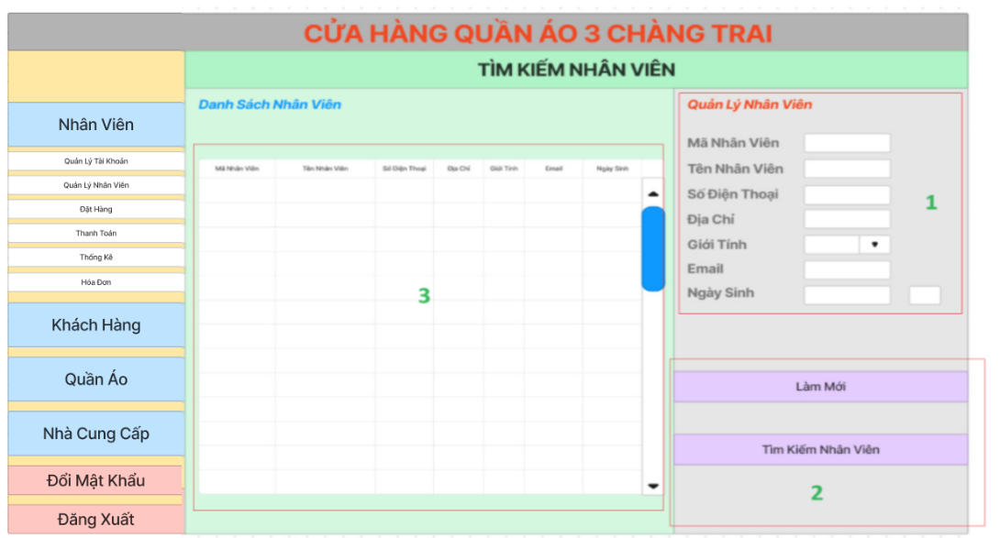 CỬA HÀNG QUẦN ÁO 3 CHÀNG TRAI
TÌM KIẾM NHÂN VIÊN
Nhân Viên
Quản Lý Tài Khoản
Quản Lý Nhân Viên
Đặt Hàng
Thanh Toán
Thống Kê
Hóa Đơn
Khách Hàng
Quần Áo
Nhà Cung Cấp
Đổi Mật Khẩu
Đăng Xuất
Danh Sách Nhân Viên
Mã Nhân Viên Tên Nhân Viên Số Điện Thoại Địa Chỉ Giới Tính Email Ngày Sinh
3
Quản Lý Nhân Viên
Mã Nhân Viên
Tên Nhân Viên
Số Điện Thoại
1
Địa Chỉ
Giới Tính
Email
Ngày Sinh
Làm Mới
Tìm Kiếm Nhân Viên
2